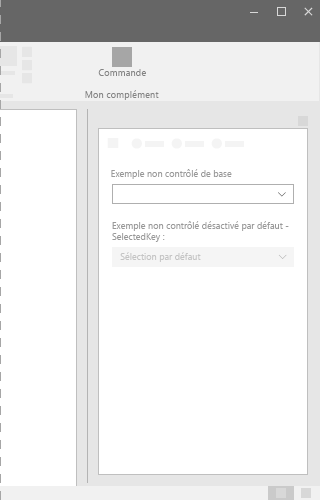 Commande
Mon complément
Exemple non contrôlé de base
Exemple non contrôlé désactivé par défaut -
SelectedKey :
Sélection par défaut